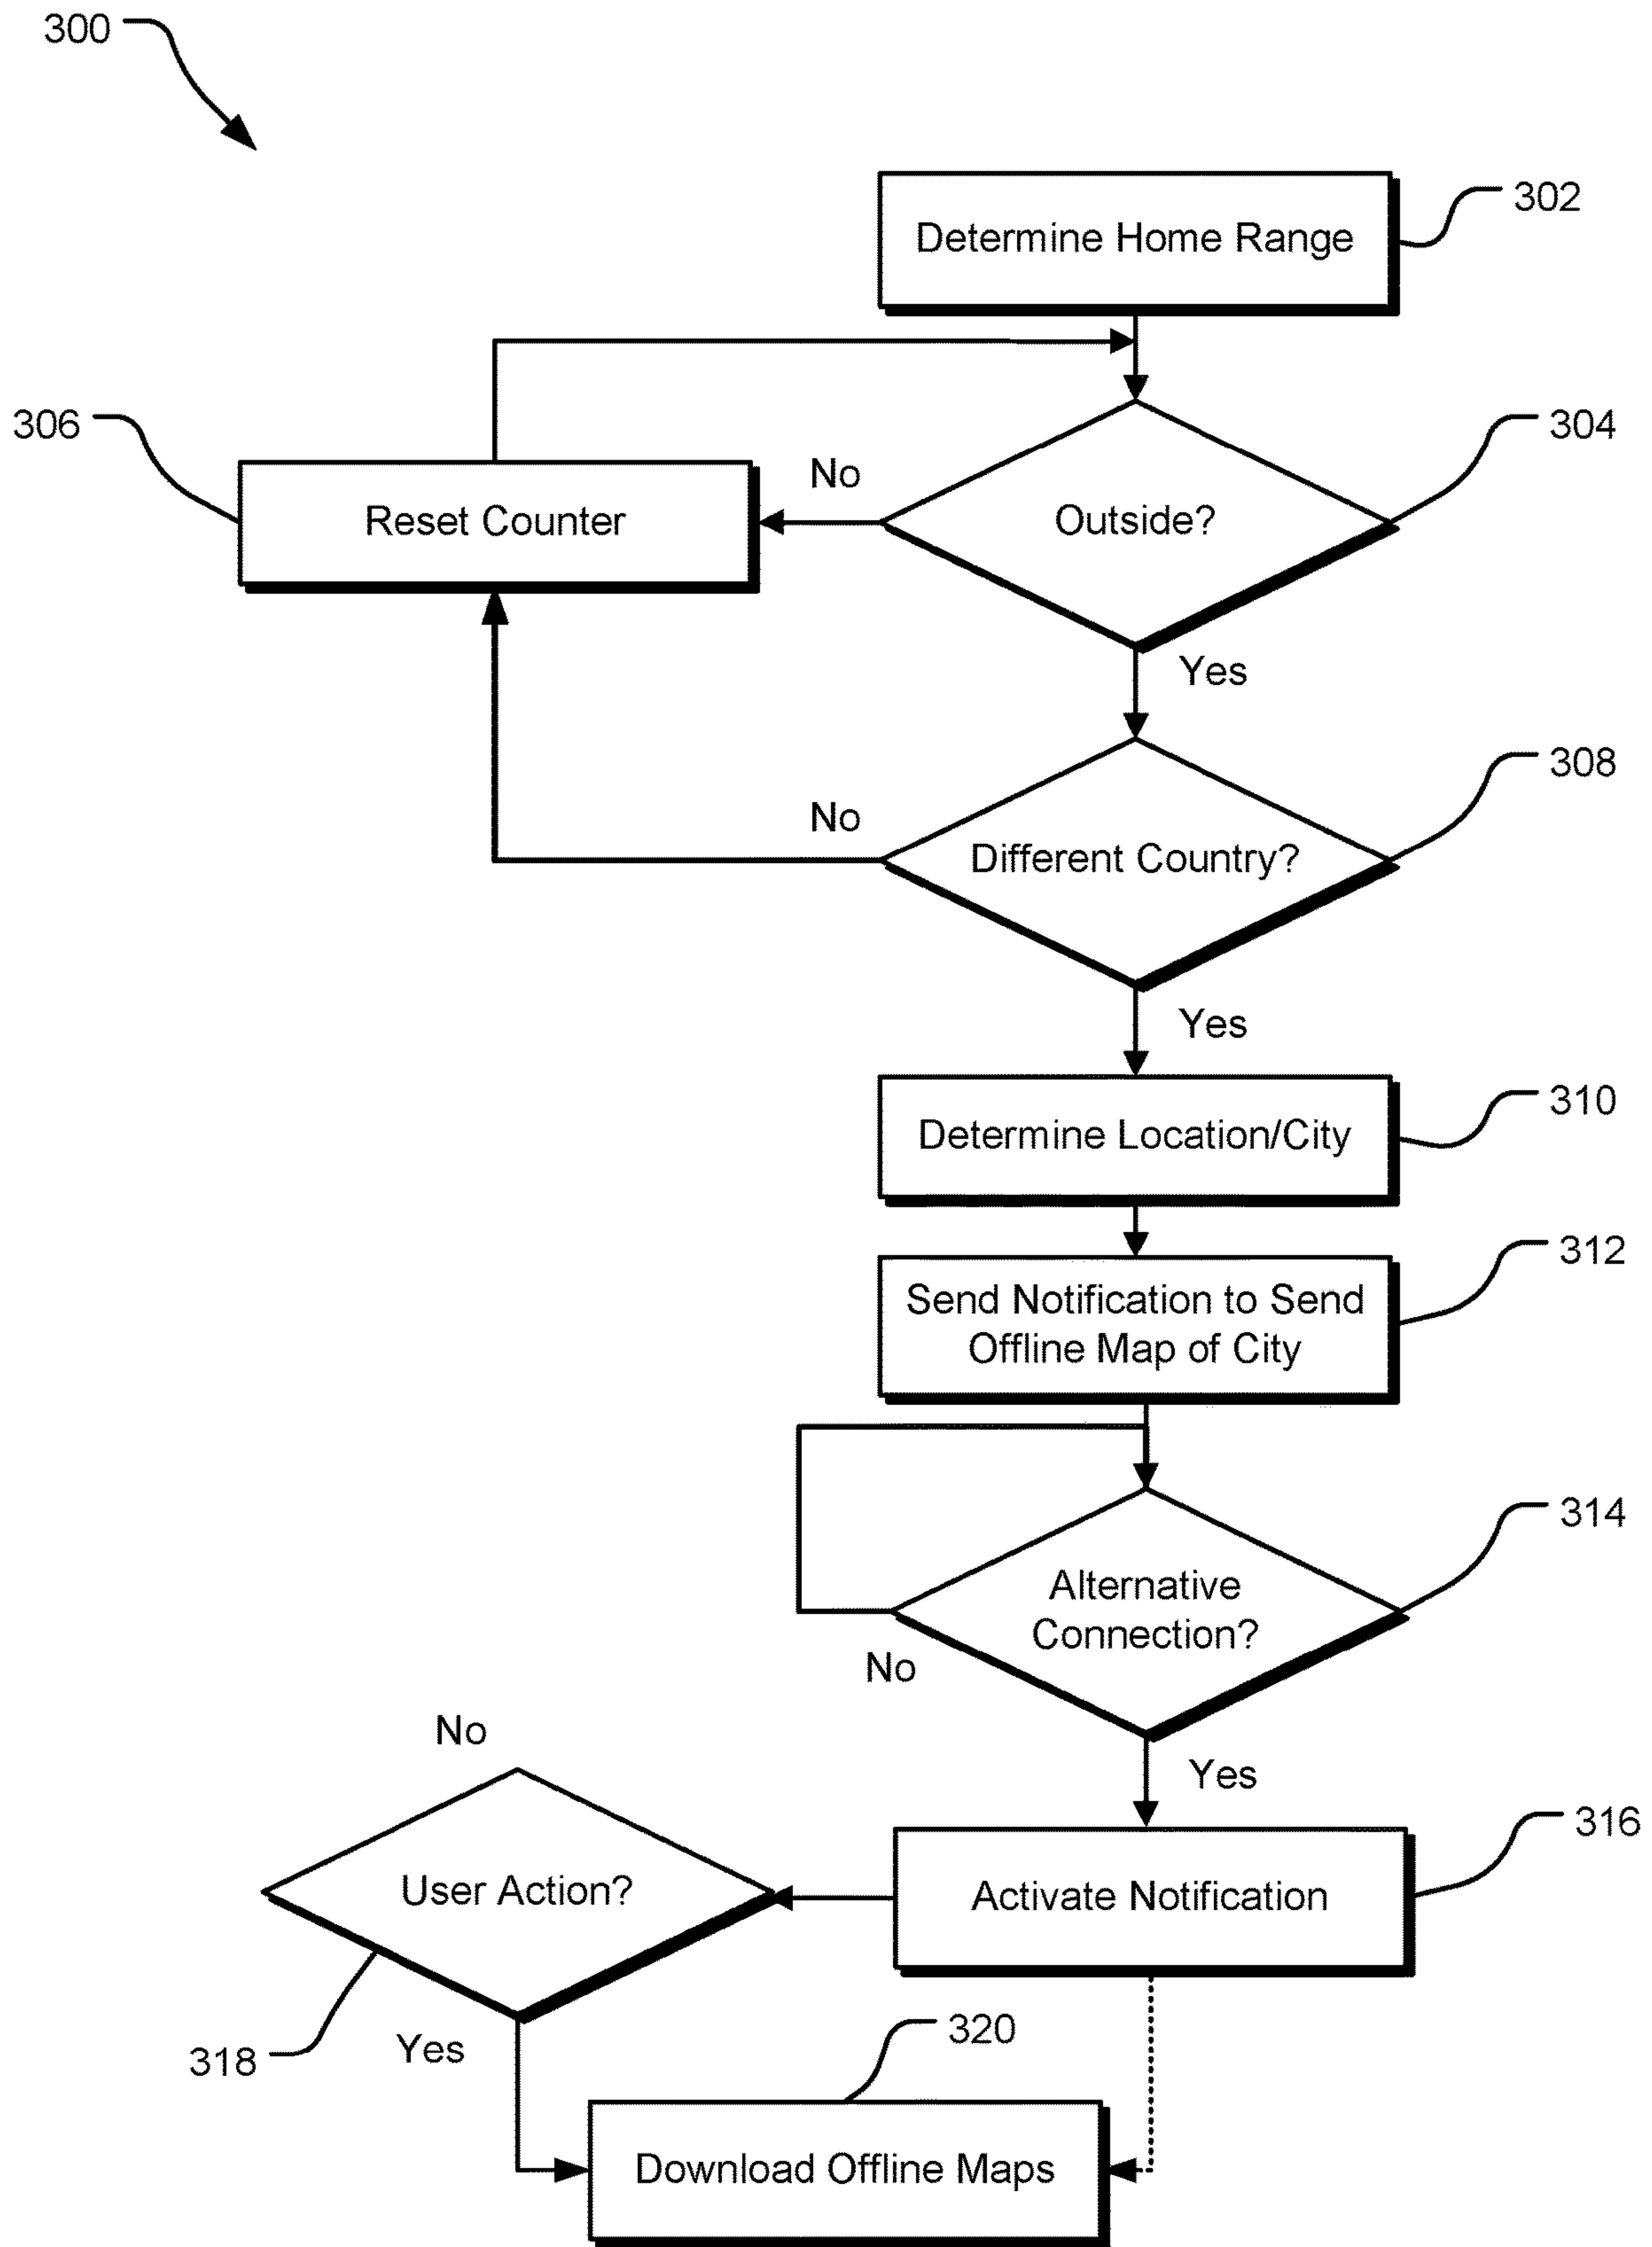 300
Determine Home Range
302
306
Reset Counter
No
Outside?
304
Yes
No
Different Country?
308
Yes
Determine Location/City
310
Send Notification to Send
Offline Map of City
312
Alternative
Connection?
314
No
Yes
No
User Action?
Activate Notification
316
318
Yes
320
Download Offline Maps